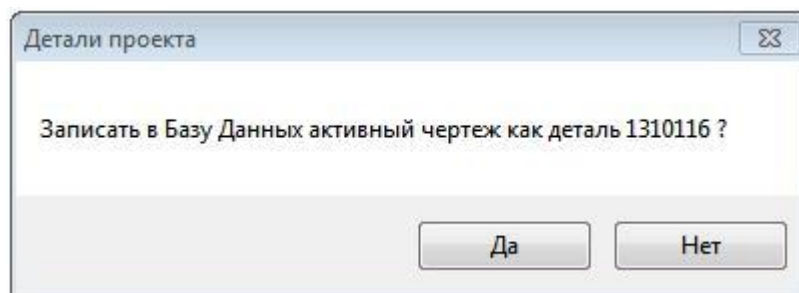 Детали проекта
Записать в Базу Данных активный чертеж как деталь 1310116 ?
Да
Нет